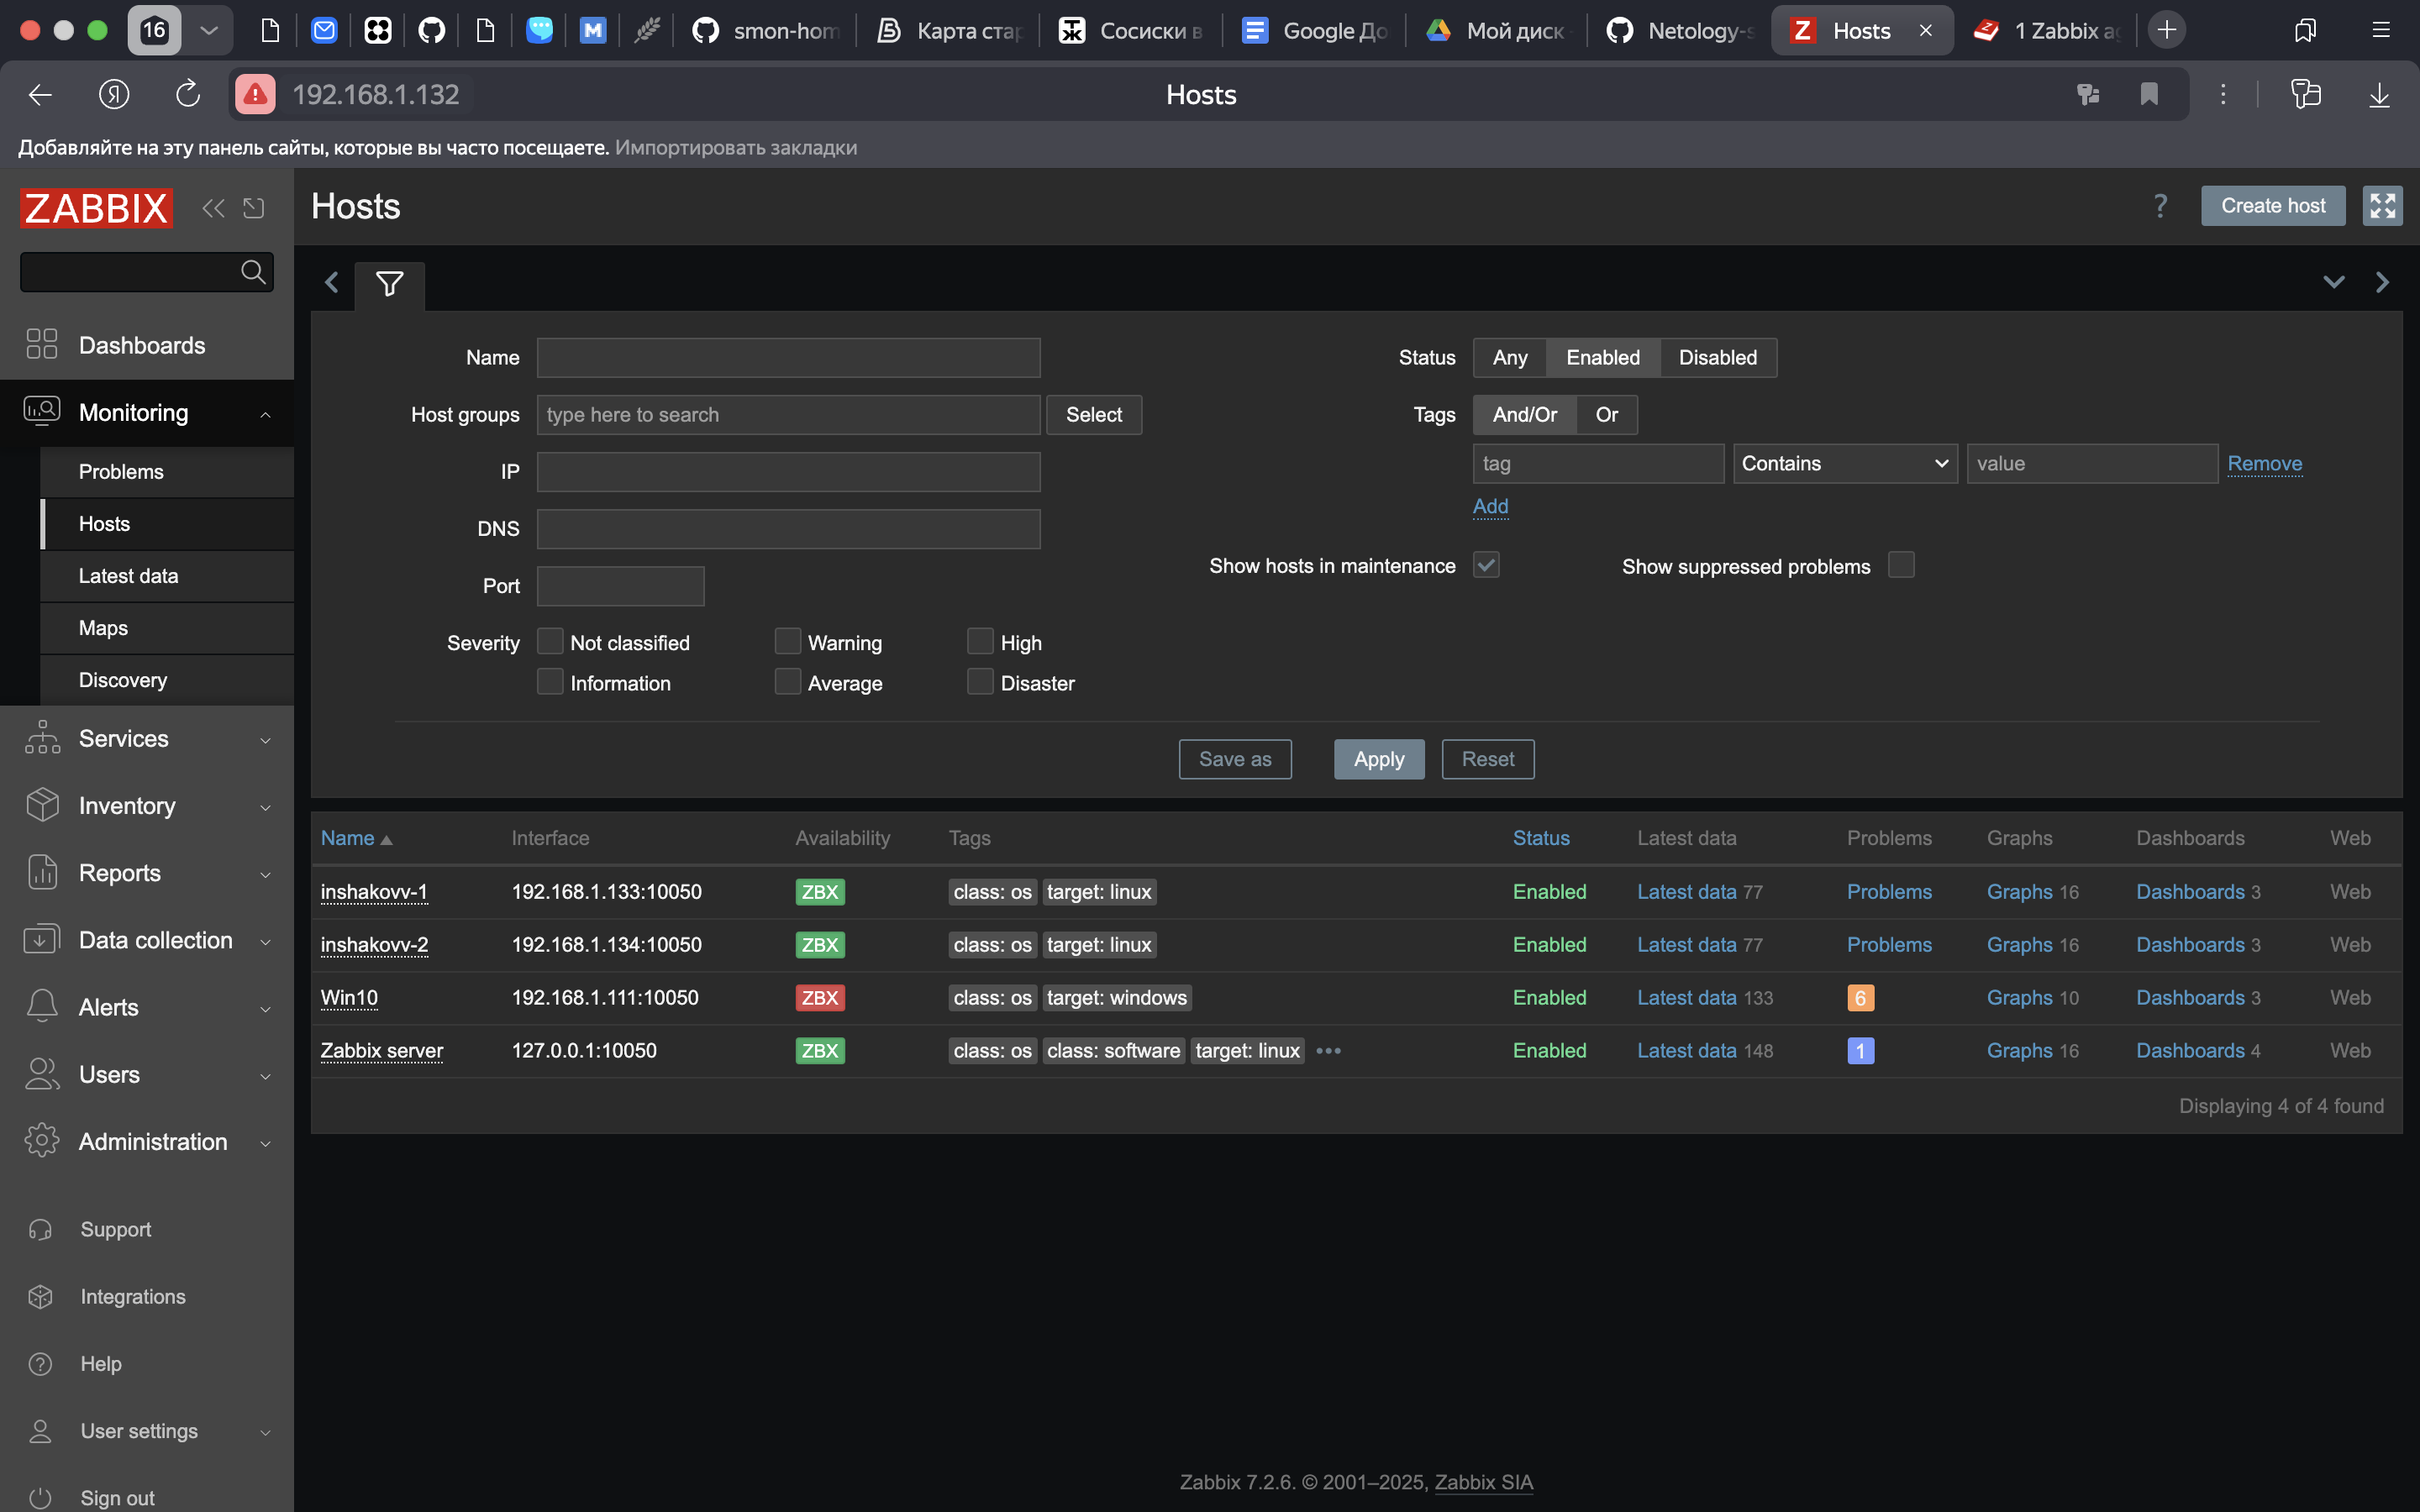 16 smon-hom Карта стар Сосиски в Google До Мой диск - Netology-s Z Hosts 1 Zabbix ag
Я 192.168.1.132 Hosts
Добавляйте на эту панель сайты, которые вы часто посещаете. Импортировать закладки
ZABBIX Hosts ? Create host
Dashboards
Monitoring
Problems
Hosts
Latest data
Maps
Discovery
Services
Inventory
Reports
Data collection
Alerts
Users
Administration
Support
Integrations
Help
User settings
Sign out
Name Status Any Enabled Disabled
Host groups type here to search Select Tags And/Or Or
IP tag Contains value Remove
Add
DNS
Show hosts in maintenance Show suppressed problems
Port
Severity Not classified Warning High
Information Average Disaster
Save as Apply Reset
Name Interface Availability Tags Status Latest data Problems Graphs Dashboards Web
inshakovv-1 192.168.1.133:10050 ZBX class: os target: linux Enabled Latest data 77 Problems Graphs 16 Dashboards 3 Web
inshakovv-2 192.168.1.134:10050 ZBX class: os target: linux Enabled Latest data 77 Problems Graphs 16 Dashboards 3 Web
Win10 192.168.1.111:10050 ZBX class: os target: windows Enabled Latest data 133 6 Graphs 10 Dashboards 3 Web
Zabbix server 127.0.0.1:10050 ZBX class: os class: software target: linux ••• Enabled Latest data 148 1 Graphs 16 Dashboards 4 Web
Displaying 4 of 4 found
Zabbix 7.2.6. © 2001–2025, Zabbix SIA